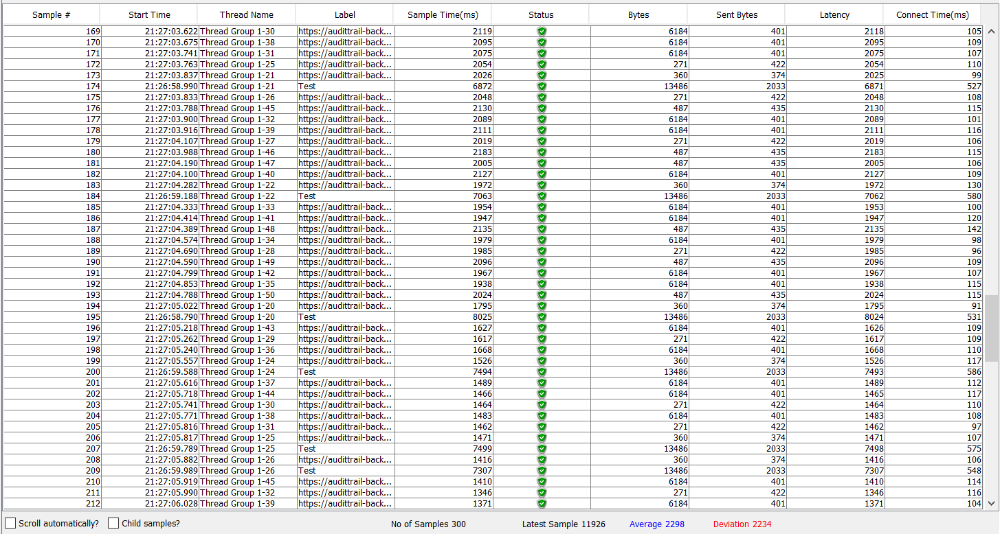 Sample # Start Time Thread Name Label Sample Time(ms) Status Bytes Sent Bytes Latency Connect Time(ms)
169 21:27:03.622 Thread Group 1-30 https://audittrail-back... 2119 6184 401 2118 105
170 21:27:03.675 Thread Group 1-38 https://audittrail-back... 2095 6184 401 2095 109
171 21:27:03.741 Thread Group 1-31 https://audittrail-back... 2075 6184 401 2075 107
172 21:27:03.763 Thread Group 1-25 https://audittrail-back... 2054 271 422 2054 110
173 21:27:03.837 Thread Group 1-21 https://audittrail-back... 2026 360 374 2025 99
174 21:26:58.990 Thread Group 1-21 Test 6872 13486 2033 6871 527
175 21:27:03.833 Thread Group 1-26 https://audittrail-back... 2048 271 422 2048 108
176 21:27:03.788 Thread Group 1-45 https://audittrail-back... 2130 487 435 2130 115
177 21:27:03.900 Thread Group 1-32 https://audittrail-back... 2089 6184 401 2089 101
178 21:27:03.916 Thread Group 1-39 https://audittrail-back... 2111 6184 401 2111 116
179 21:27:04.107 Thread Group 1-27 https://audittrail-back... 2019 271 422 2019 106
180 21:27:03.988 Thread Group 1-46 https://audittrail-back... 2183 487 435 2183 115
181 21:27:04.190 Thread Group 1-47 https://audittrail-back... 2005 487 435 2005 106
182 21:27:04.100 Thread Group 1-40 https://audittrail-back... 2127 6184 401 2127 109
183 21:27:04.282 Thread Group 1-22 https://audittrail-back... 1972 360 374 1972 130
184 21:26:59.188 Thread Group 1-22 Test 7063 13486 2033 7062 580
185 21:27:04.333 Thread Group 1-33 https://audittrail-back... 1954 6184 401 1953 100
186 21:27:04.414 Thread Group 1-41 https://audittrail-back... 1947 6184 401 1947 120
187 21:27:04.389 Thread Group 1-48 https://audittrail-back... 2135 487 435 2135 142
188 21:27:04.574 Thread Group 1-34 https://audittrail-back... 1979 6184 401 1979 98
189 21:27:04.690 Thread Group 1-28 https://audittrail-back... 1985 271 422 1985 96
190 21:27:04.590 Thread Group 1-49 https://audittrail-back... 2096 487 435 2096 109
191 21:27:04.799 Thread Group 1-42 https://audittrail-back... 1967 6184 401 1967 107
192 21:27:04.853 Thread Group 1-35 https://audittrail-back... 1938 6184 401 1938 115
193 21:27:04.788 Thread Group 1-50 https://audittrail-back... 2024 487 435 2024 115
194 21:27:05.022 Thread Group 1-20 https://audittrail-back... 1795 360 374 1795 91
195 21:26:58.790 Thread Group 1-20 Test 8025 13486 2033 8024 531
196 21:27:05.218 Thread Group 1-43 https://audittrail-back... 1627 6184 401 1626 109
197 21:27:05.262 Thread Group 1-29 https://audittrail-back... 1617 271 422 1617 109
198 21:27:05.240 Thread Group 1-36 https://audittrail-back... 1668 6184 401 1668 110
199 21:27:05.557 Thread Group 1-24 https://audittrail-back... 1526 360 374 1526 117
200 21:26:59.588 Thread Group 1-24 Test 7494 13486 2033 7493 586
201 21:27:05.616 Thread Group 1-37 https://audittrail-back... 1489 6184 401 1489 112
202 21:27:05.718 Thread Group 1-44 https://audittrail-back... 1466 6184 401 1465 117
203 21:27:05.741 Thread Group 1-30 https://audittrail-back... 1464 271 422 1464 110
204 21:27:05.771 Thread Group 1-38 https://audittrail-back... 1483 6184 401 1483 108
205 21:27:05.816 Thread Group 1-31 https://audittrail-back... 1462 271 422 1462 97
206 21:27:05.817 Thread Group 1-25 https://audittrail-back... 1471 360 374 1471 107
207 21:26:59.789 Thread Group 1-25 Test 7499 13486 2033 7498 575
208 21:27:05.882 Thread Group 1-26 https://audittrail-back... 1416 360 374 1416 106
209 21:26:59.989 Thread Group 1-26 Test 7307 13486 2033 7307 548
210 21:27:05.919 Thread Group 1-45 https://audittrail-back... 1410 6184 401 1410 114
211 21:27:05.990 Thread Group 1-32 https://audittrail-back... 1346 271 422 1346 116
212 21:27:06.028 Thread Group 1-39 https://audittrail-back... 1371 6184 401 1371 104
Scroll automatically? Child samples? No of Samples 300 Latest Sample 11926 Average 2298 Deviation 2234